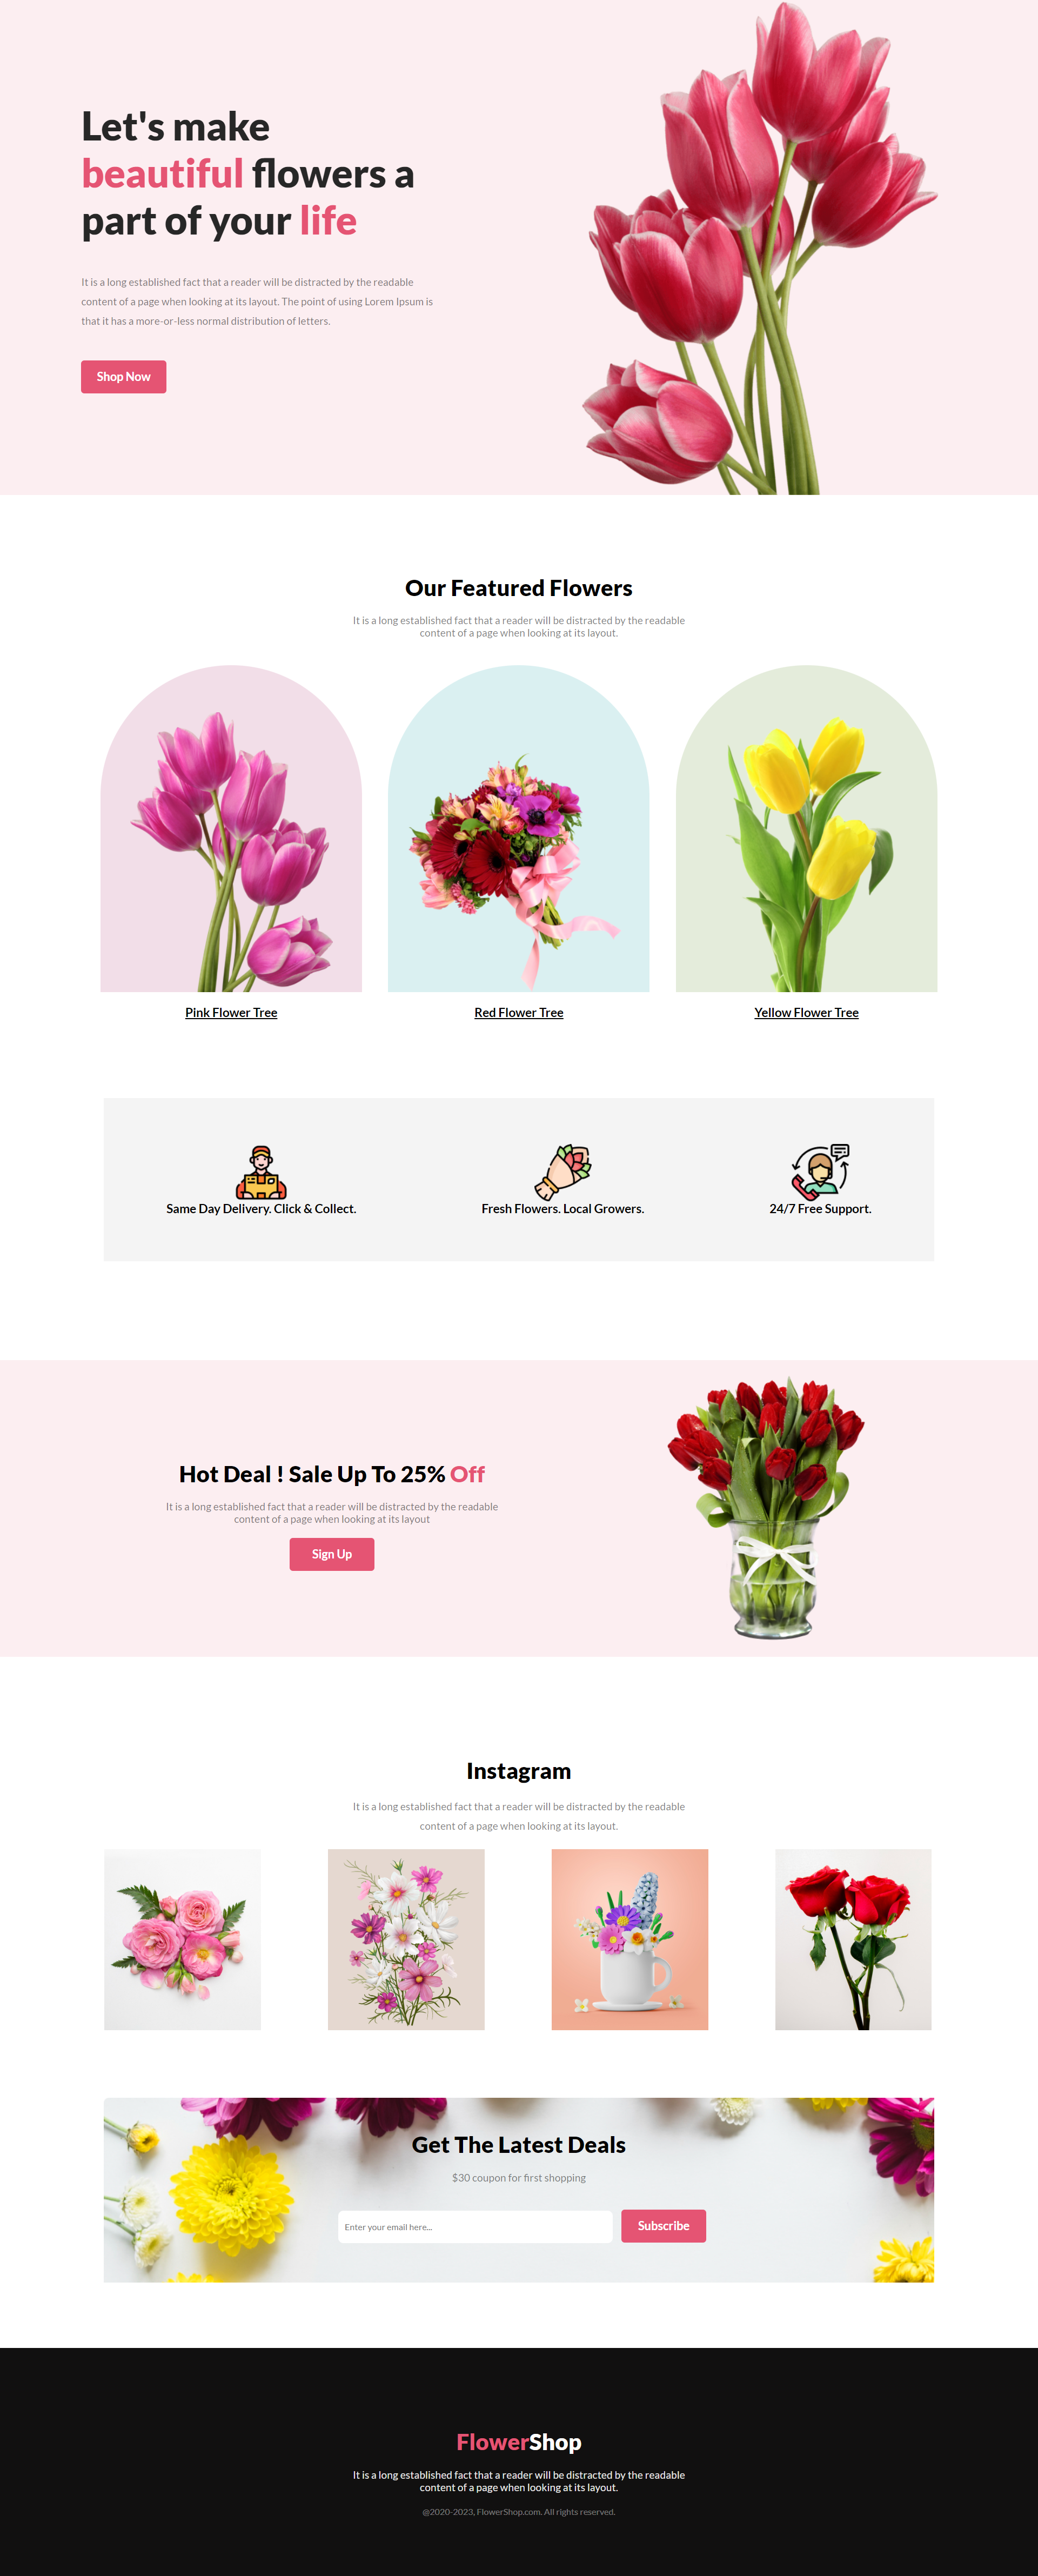 Let's make
beautiful flowers a
part of your life
It is a long established fact that a reader will be distracted by the readable
content of a page when looking at its layout. The point of using Lorem Ipsum is
that it has a more-or-less normal distribution of letters.
Shop Now
Our Featured Flowers
It is a long established fact that a reader will be distracted by the readable
content of a page when looking at its layout.
Pink Flower Tree
Red Flower Tree
Yellow Flower Tree
Same Day Delivery. Click & Collect.
Fresh Flowers. Local Growers.
24/7 Free Support.
Hot Deal ! Sale Up To 25% Off
It is a long established fact that a reader will be distracted by the readable
content of a page when looking at its layout
Sign Up
Instagram
It is a long established fact that a reader will be distracted by the readable
content of a page when looking at its layout.
Get The Latest Deals
$30 coupon for first shopping
Enter your email here...
Subscribe
FlowerShop
It is a long established fact that a reader will be distracted by the readable
content of a page when looking at its layout.
@2020-2023, FlowerShop.com. All rights reserved.